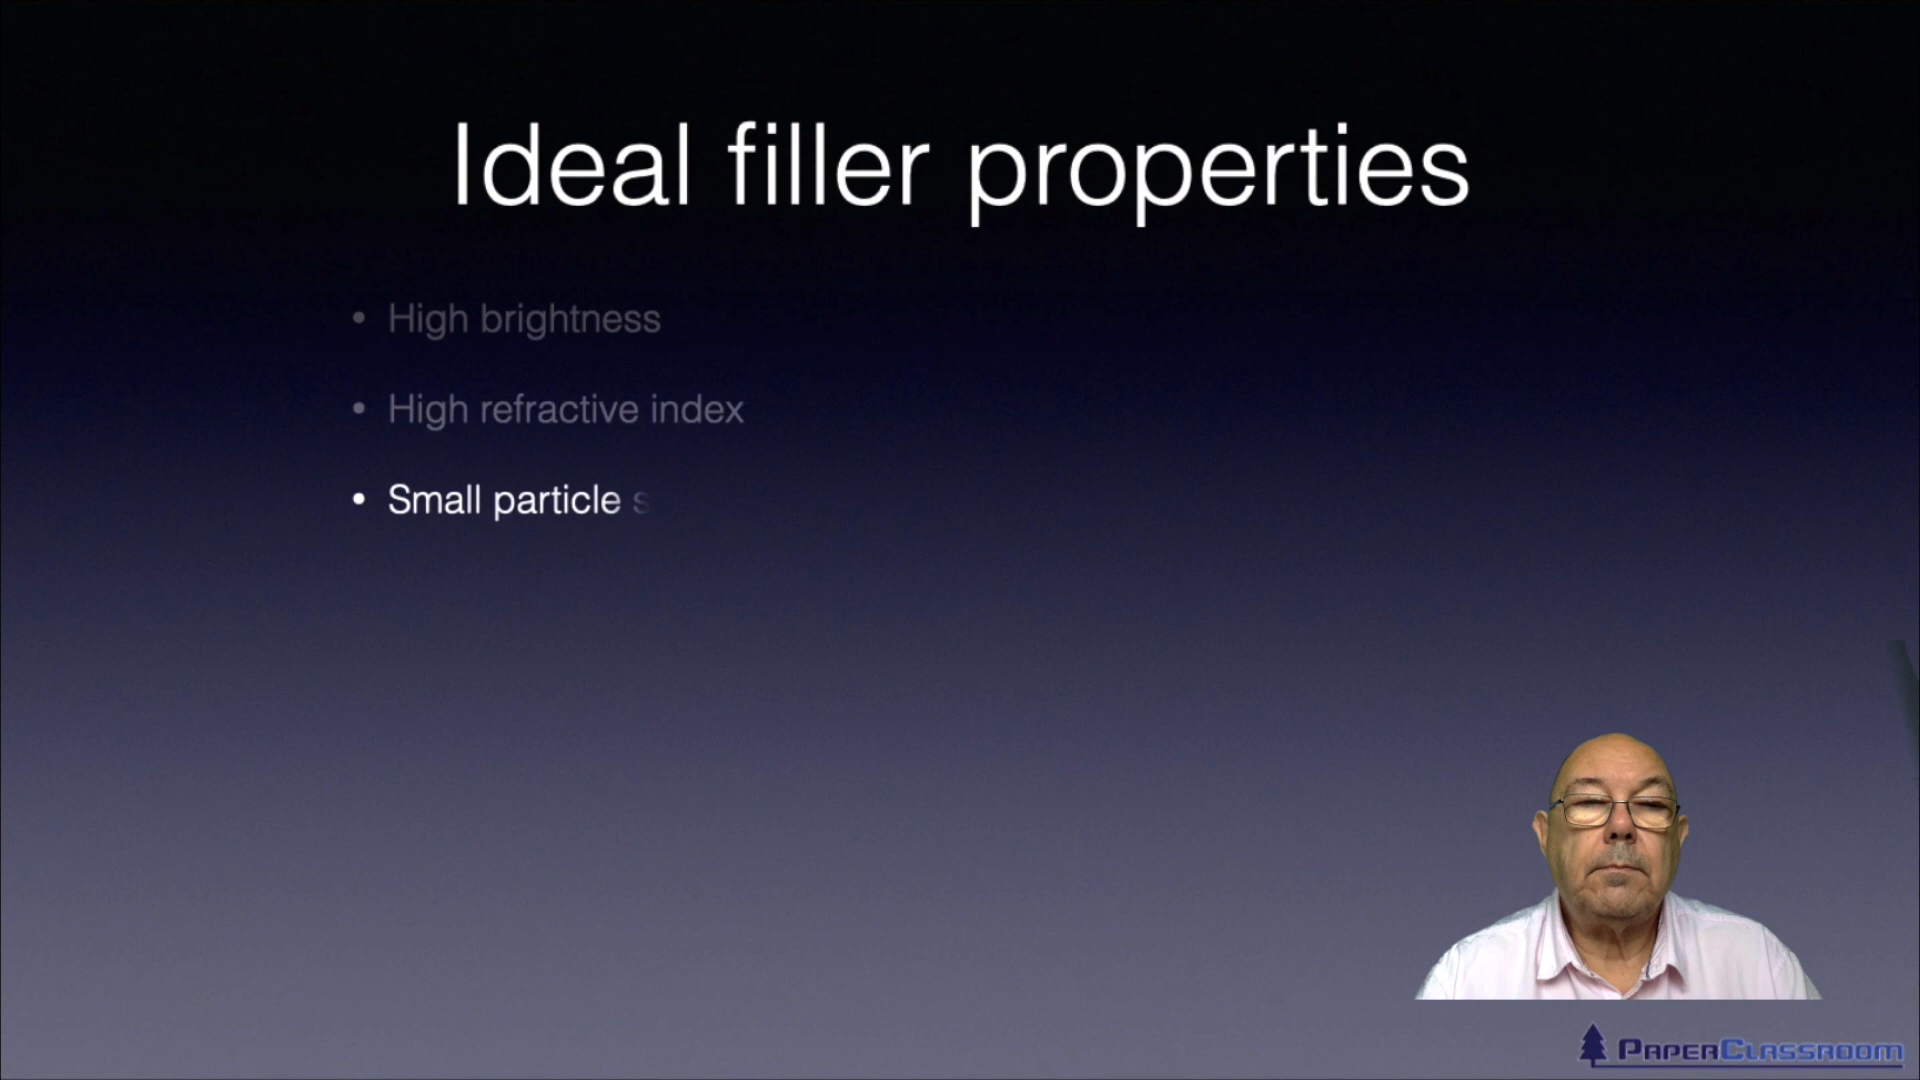 Ideal filler properties
• High brightness
• High refractive index
• Small particle s
PAPERCLASSROOM